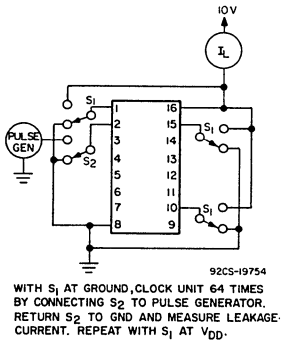 10V
I L
S1
1 16
2 15 S1
PULSE GEN
3 14
S2
4 13
5 12
6 11
7 10 S1
8 9
92CS-19754
WITH S1 AT GROUND, CLOCK UNIT 64 TIMES
BY CONNECTING S2 TO PULSE GENERATOR.
RETURN S2 TO GND AND MEASURE LEAKAGE-
CURRENT. REPEAT WITH S1 AT VDD.